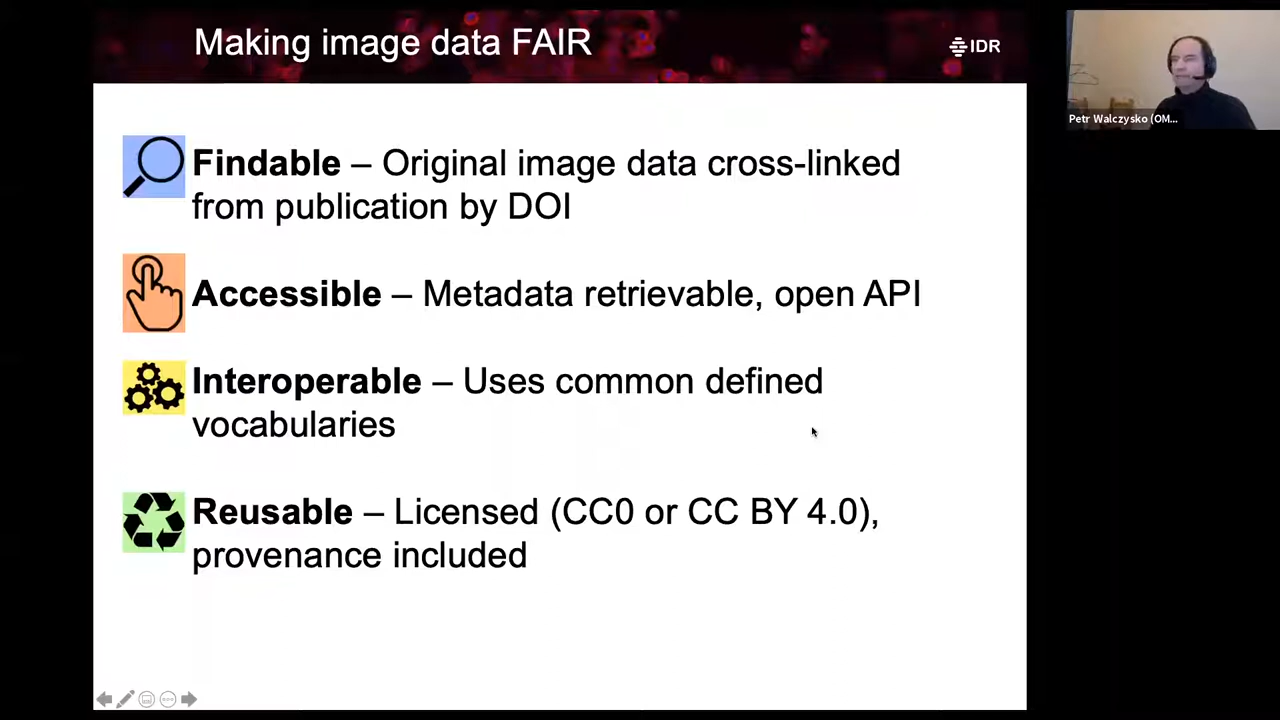 Making image data FAIR
IDR
Petr Walczysko (OM...
Findable – Original image data cross-linked
from publication by DOI
Accessible – Metadata retrievable, open API
Interoperable – Uses common defined
vocabularies
Reusable – Licensed (CC0 or CC BY 4.0),
provenance included